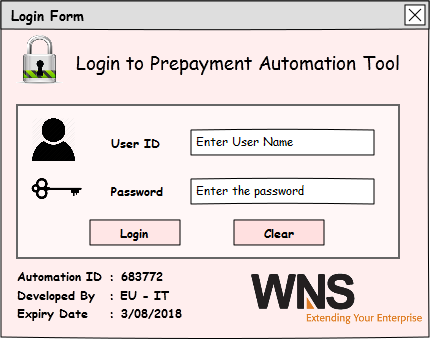 Login Form
Login to Prepayment Automation Tool
User ID Enter User Name
Password Enter the password
Login Clear
Automation ID : 683772
Developed By : EU - IT
Expiry Date : 3/08/2018
WNS
Extending Your Enterprise